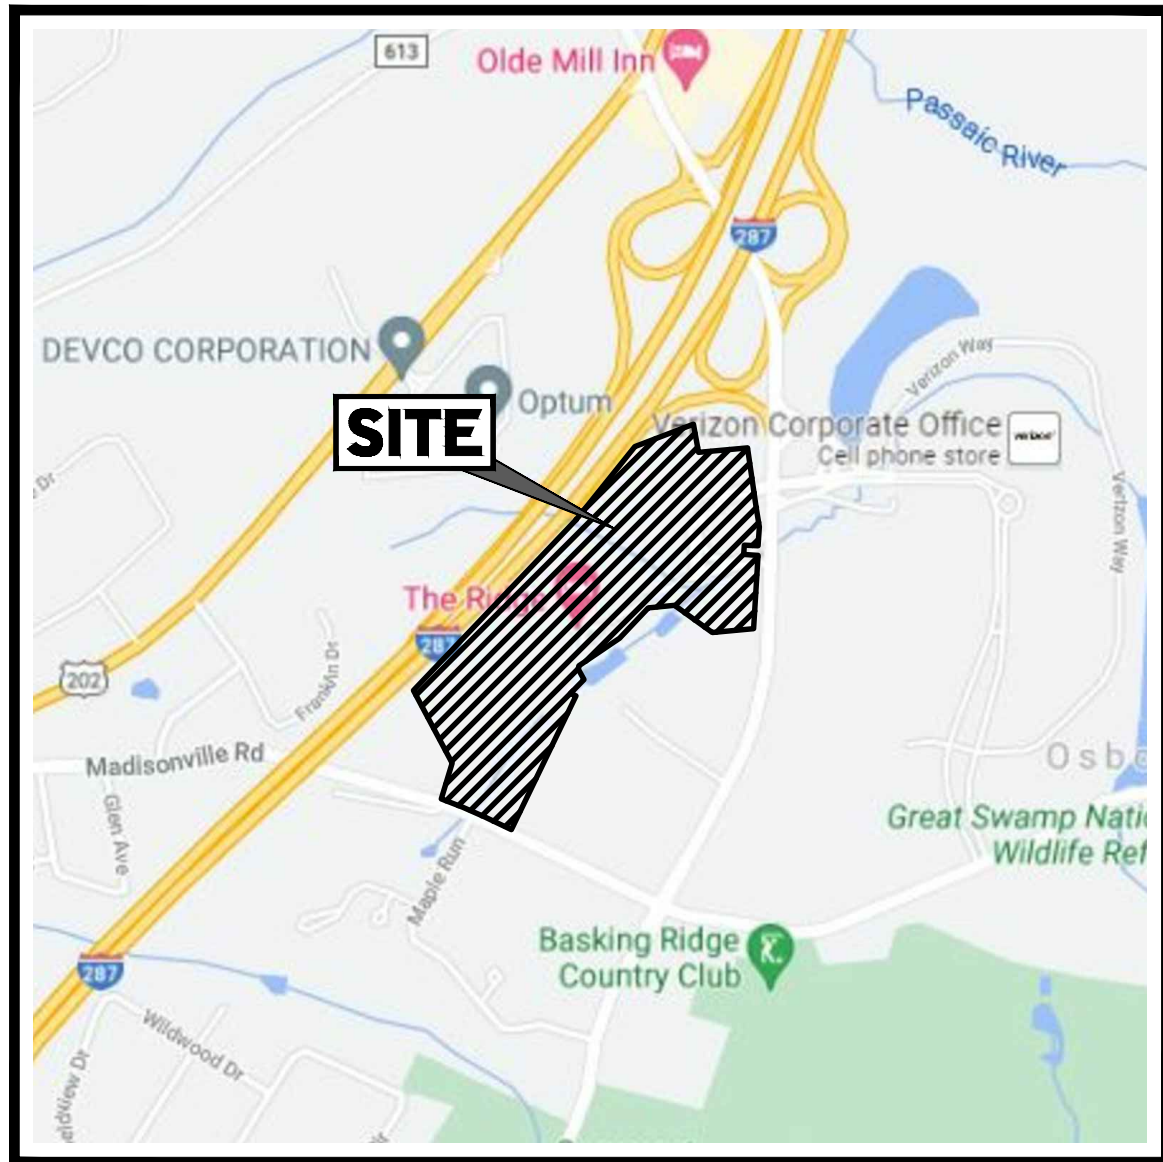 613
Olde Mill Inn
Passaic River
287
DEVCO CORPORATION
Optum
Verizon Way
SITE
Verizon Corporate Office
Cell phone store
Verizon Way
The Ridge
287
202
Franklin Dr
Madisonville Rd
Glen Ave
Osbo
Great Swamp Natio
Wildlife Ref
Maple Run
Basking Ridge
Country Club
287
Wildwood Dr